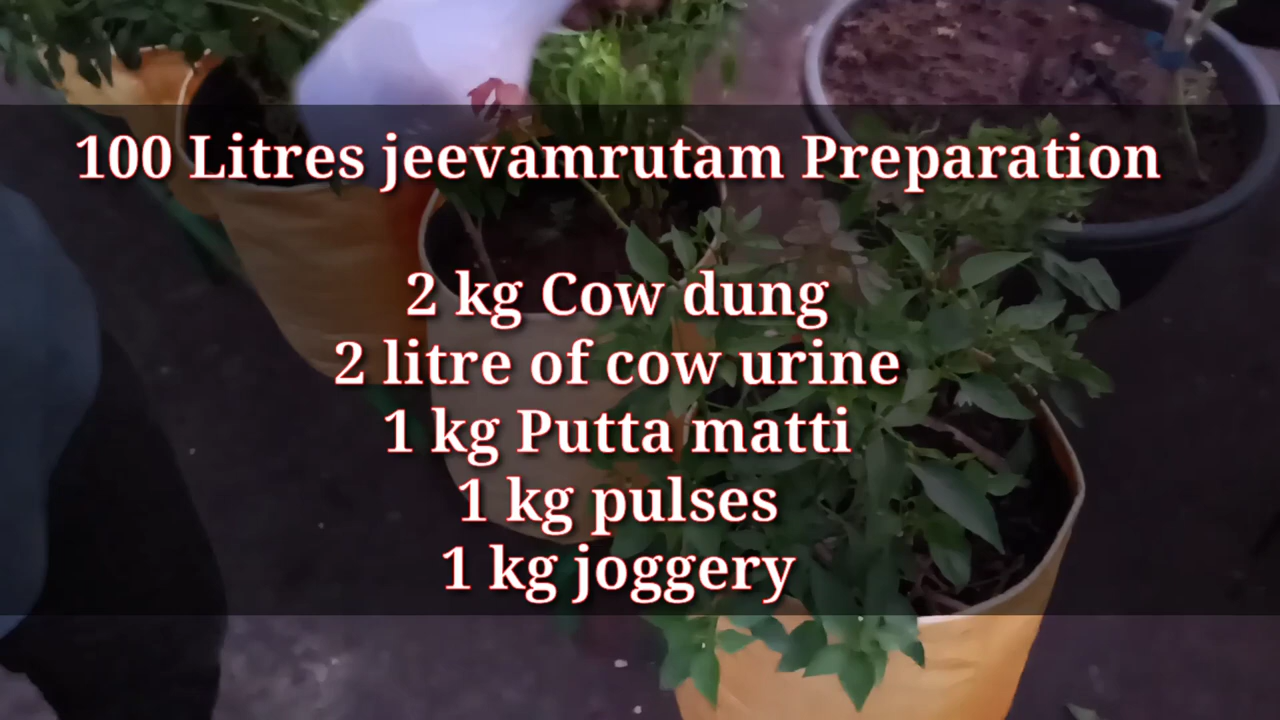 100 Litres jeevamrutam Preparation
2 kg Cow dung
2 litre of cow urine
1 kg Putta matti
1 kg pulses
1 kg joggery